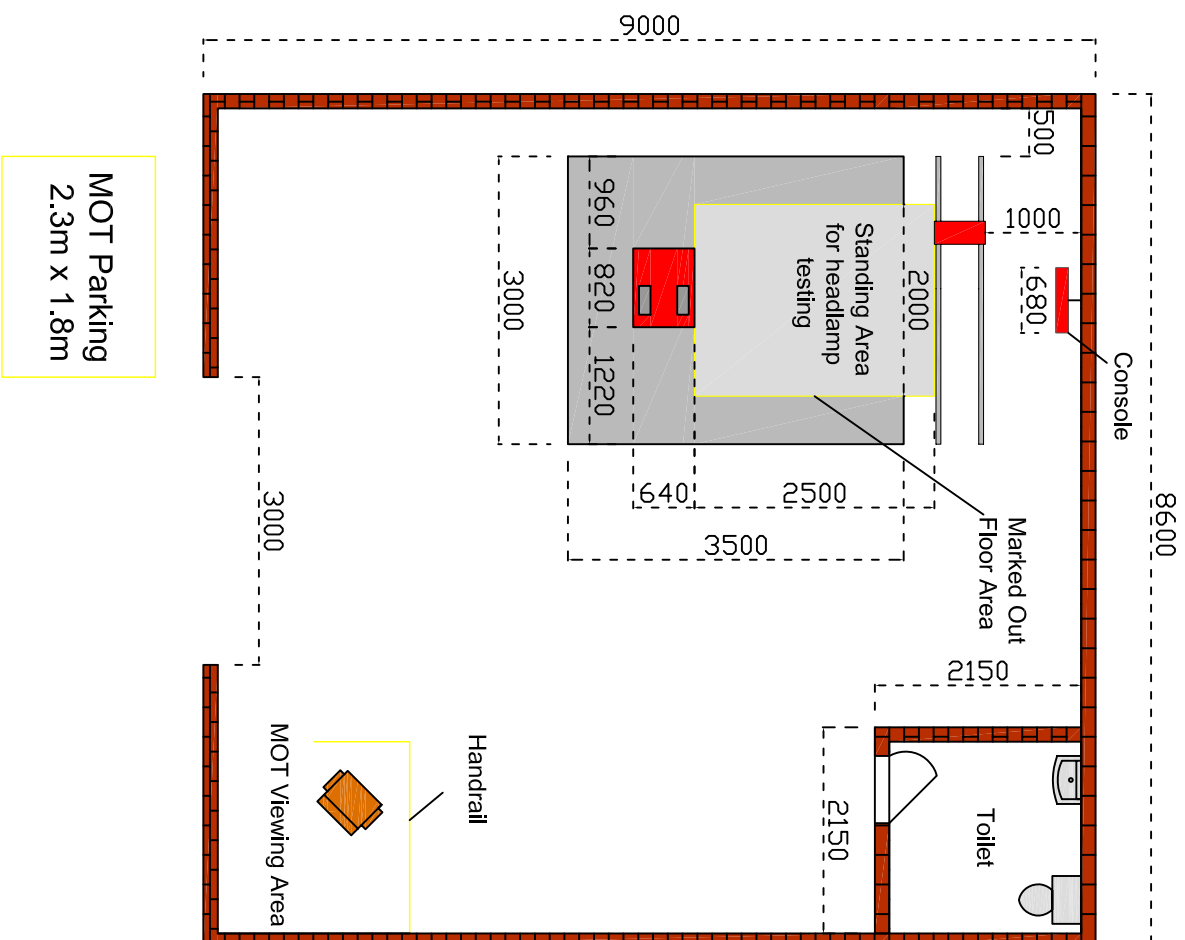 9000
8600
500
1000
680
Console
MOT Parking
2.3m x 1.8m
960
820
1220
3000
Standing Area
for headlamp
testing
2000
640
2500
3500
3000
Marked Out
Floor Area
2150
2150
Toilet
Handrail
MOT Viewing Area